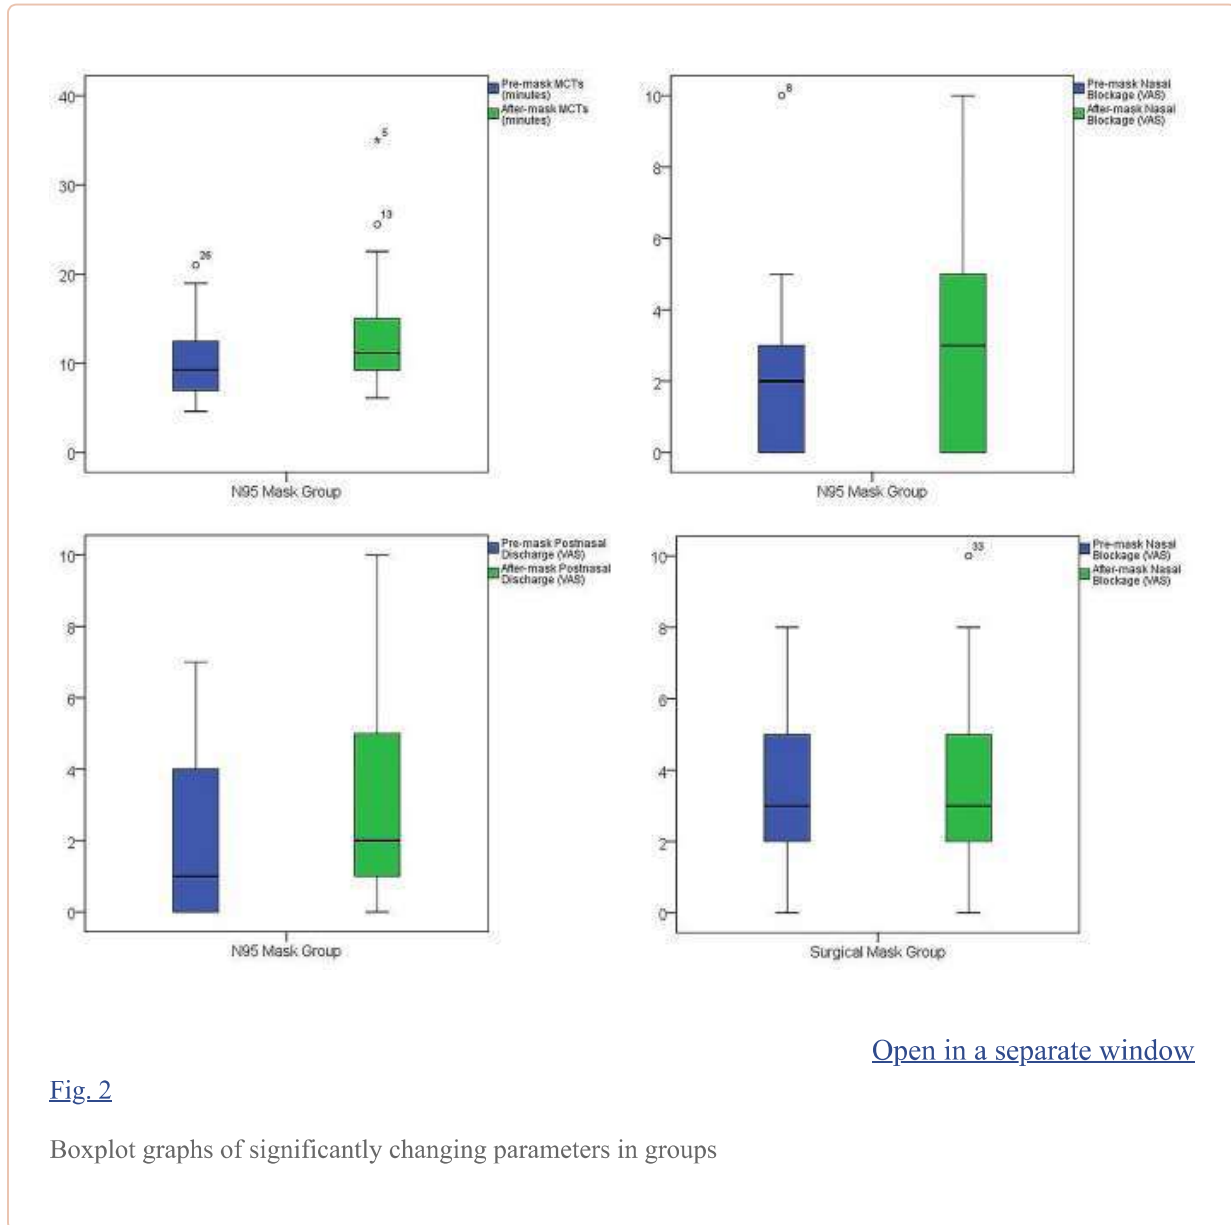 Pre-mask MCTs
(minutes)
After-mask MCTs
(minutes)
40
30
20
10
0
26
5
13
N95 Mask Group
Pre-mask Nasal
Blockage (VAS)
After-mask Nasal
Blockage (VAS)
10
8
6
4
2
0
8
N95 Mask Group
Pre-mask Postnasal
Discharge (VAS)
After-mask Postnasal
Discharge (VAS)
10
8
6
4
2
0
N95 Mask Group
Pre-mask Nasal
Blockage (VAS)
After-mask Nasal
Blockage (VAS)
10
8
6
4
2
0
33
Surgical Mask Group
Open in a separate window
Fig. 2
Boxplot graphs of significantly changing parameters in groups